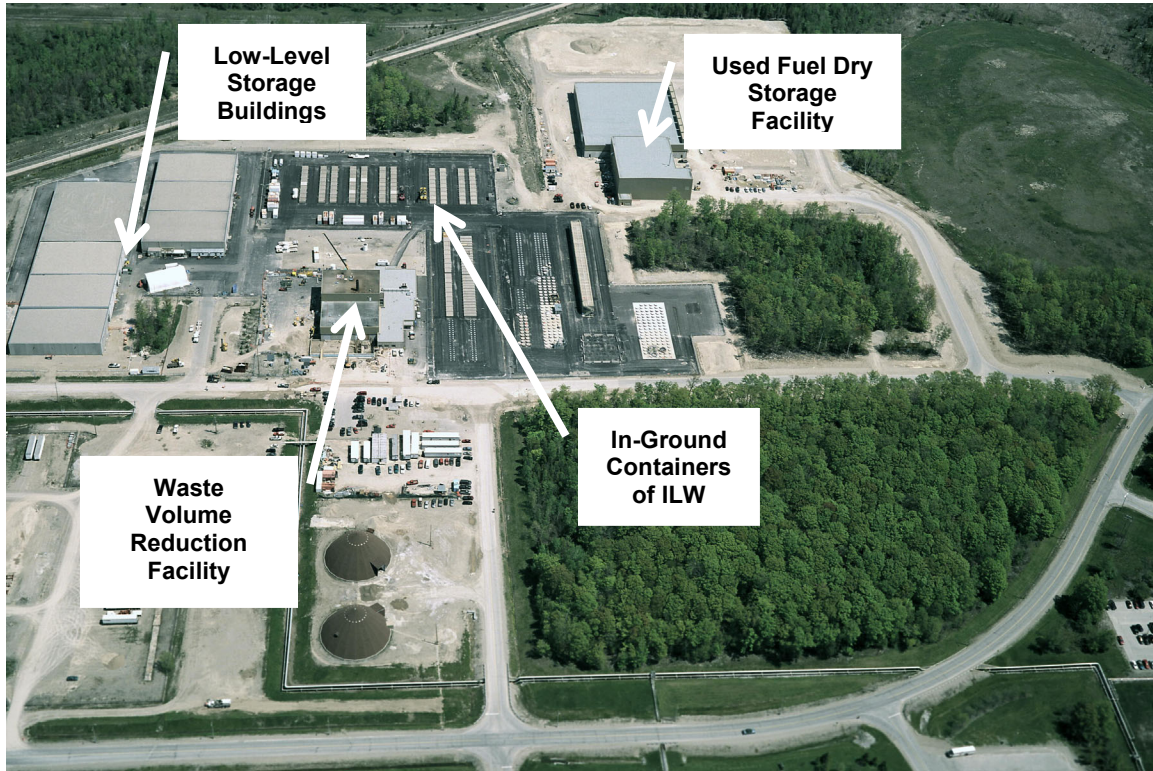 Low-Level
Storage
Buildings
Used Fuel Dry
Storage
Facility
In-Ground
Containers
of ILW
Waste
Volume
Reduction
Facility